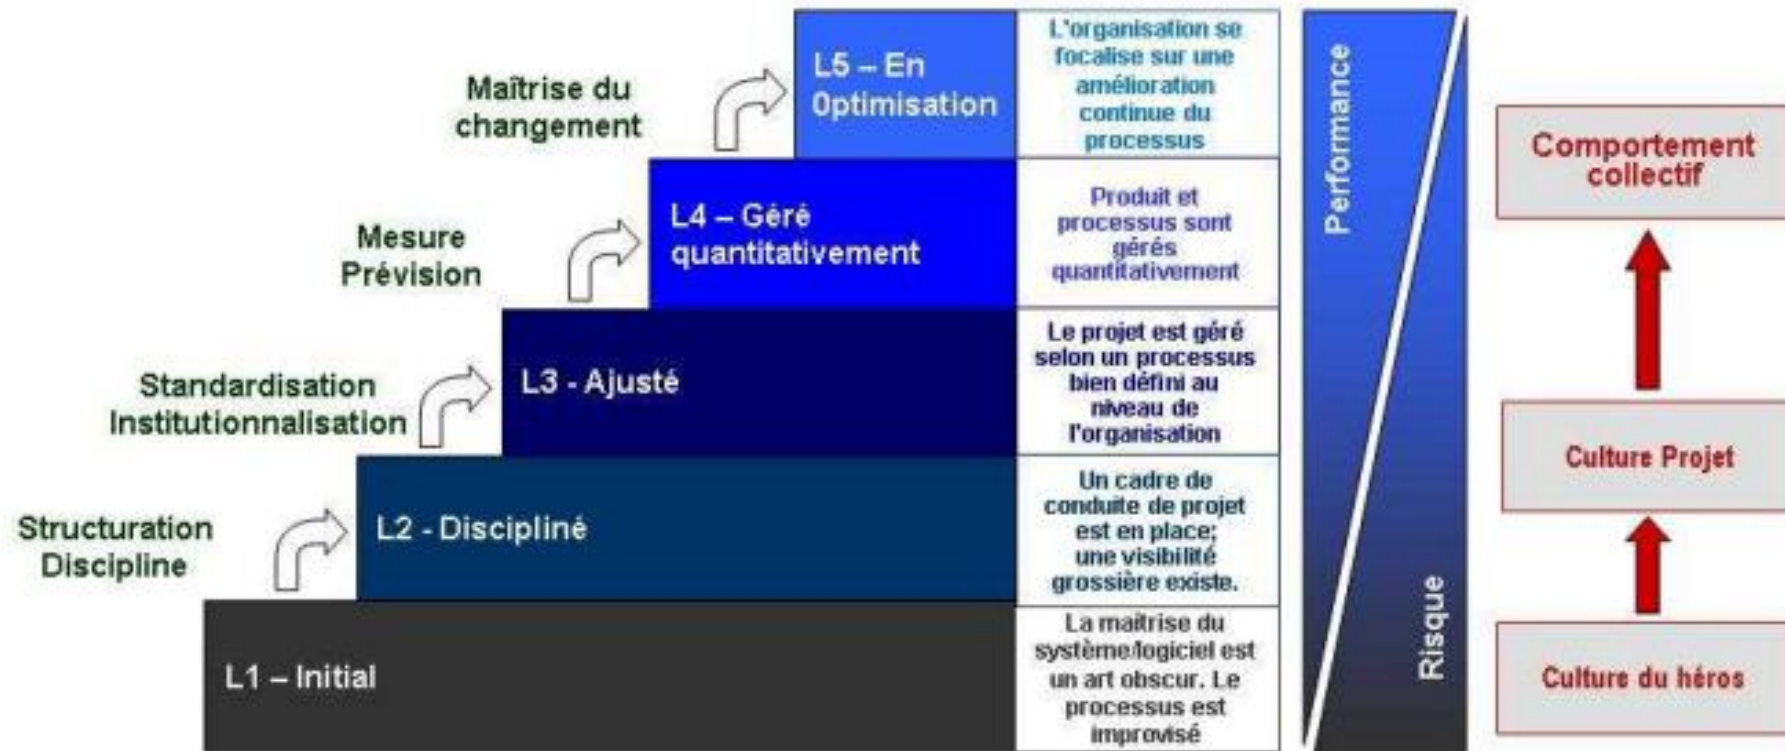 Maîtrise du
changement
L5 – En
Optimisation
L'organisation se
focalise sur une
amélioration
continue du
processus
Mesure
Prévision
L4 – Géré
quantitativement
Produit et
processus sont
gérés
quantitativement
Standardisation
Institutionnalisation
L3 - Ajusté
Le projet est géré
selon un processus
bien défini au
niveau de
l'organisation
Structuration
Discipline
L2 - Discipliné
Un cadre de
conduite de projet
est en place;
une visibilité
grossière existe.
L1 – Initial
La maîtrise du
système/logiciel est
un art obscur. Le
processus est
improvisé
Performance
Risque
Comportement
collectif
Culture Projet
Culture du héros